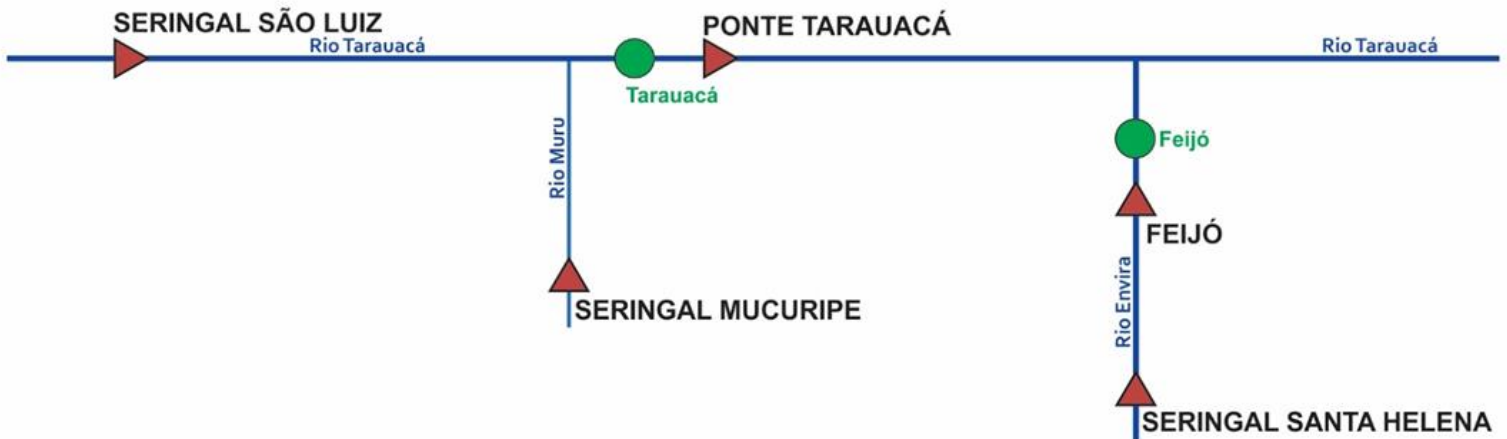 SERINGAL SÃO LUIZ
PONTE TARAUACÁ
Rio Tarauacá
Rio Tarauacá
Tarauacá
Rio Muru
Feijó
FEIJÓ
Rio Envira
SERINGAL MUCURIPE
SERINGAL SANTA HELENA